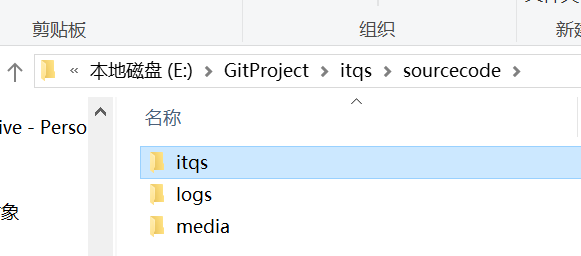 剪贴板
组织
新建
« 本地磁盘 (E:) > GitProject > itqs > sourcecode >
ive - Perso
名称
itqs
logs
对象
media